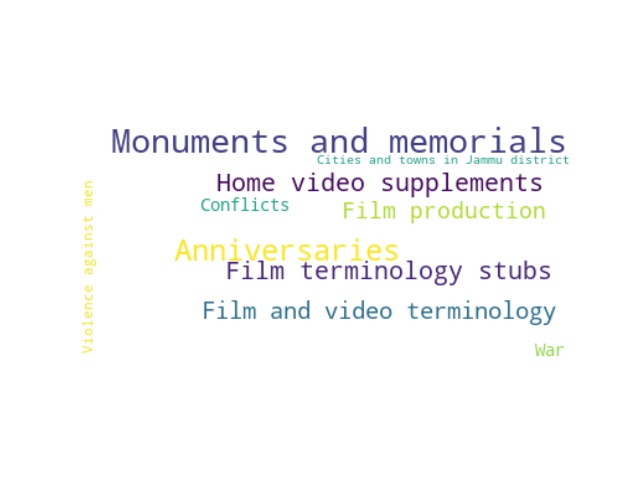 Monuments and memorials
Cities and towns in Jammu district
Home video supplements
Conflicts
Film production
Anniversaries
Film terminology stubs
Film and video terminology
War
Violence against men